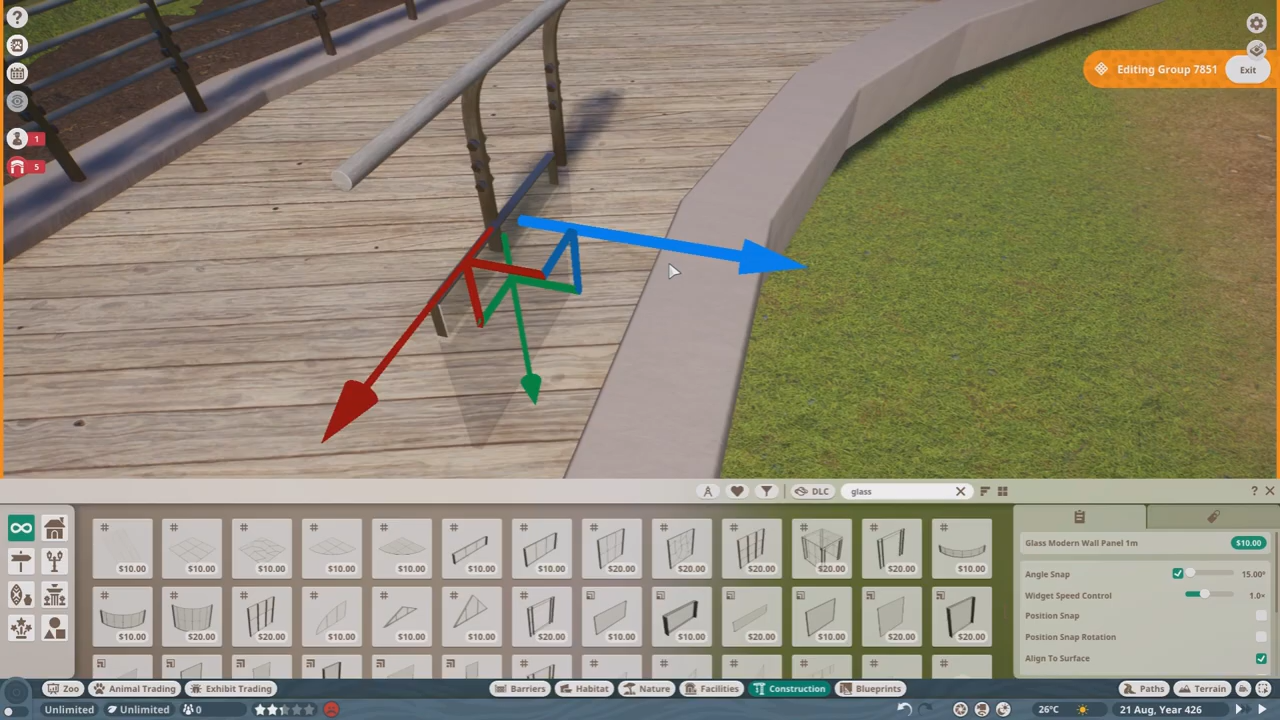 ?
Editing Group 7851
Exit
1
5
DLC
glass
?
$10.00 $10.00 $10.00 $10.00 $10.00 $10.00 $10.00 $20.00 $20.00 $20.00 $20.00 $20.00 $10.00
$10.00 $10.00 $20.00 $20.00 $10.00 $10.00 $20.00 $10.00 $10.00 $20.00 $10.00 $20.00 $20.00
Glass Modern Wall Panel 1m
$10.00
Angle Snap
15.00°
Widget Speed Control
1.0×
Position Snap
Position Snap Rotation
Align To Surface
Zoo
Animal Trading
Exhibit Trading
Barriers
Habitat
Nature
Facilities
Construction
Blueprints
Paths
Terrain
Unlimited
Unlimited
0
26°C
21 Aug, Year 426